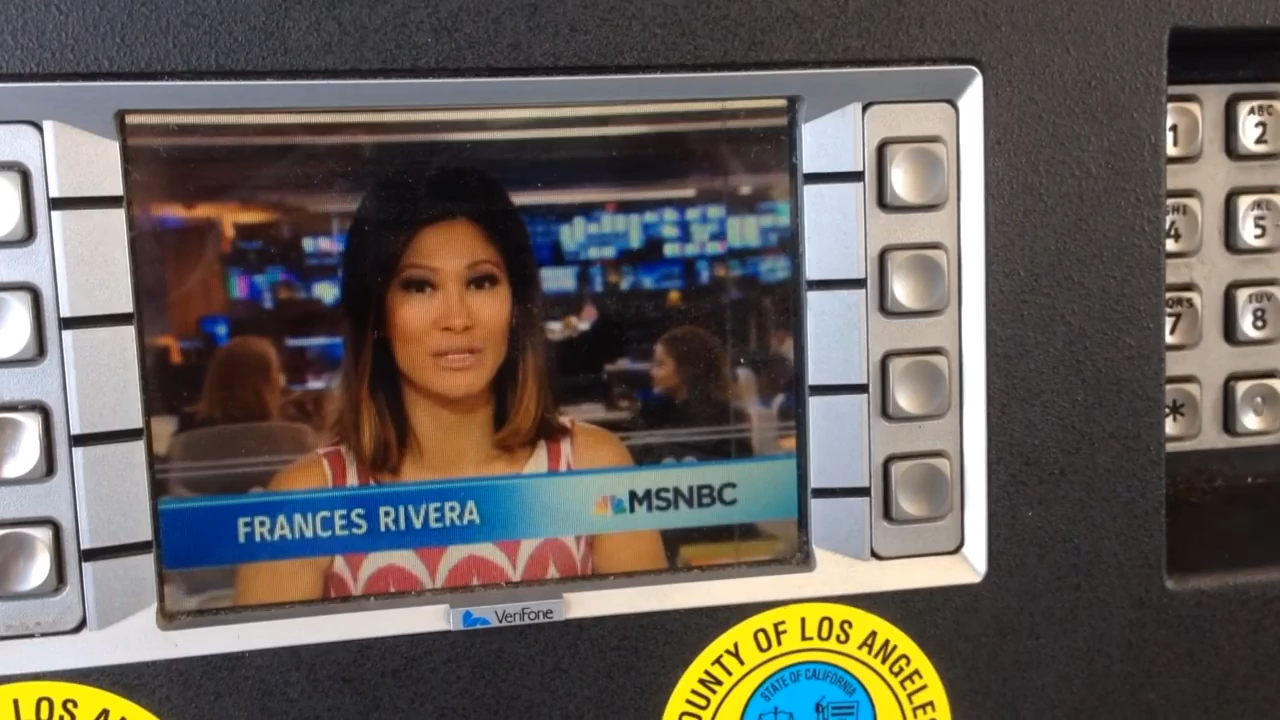 FRANCES RIVERA
MSNBC
VeriFone
1
ABC
2
GHI
4
JKL
5
7
TUV
8
*
0
COUNTY OF LOS ANGELES
STATE OF CALIFORNIA
LOS A